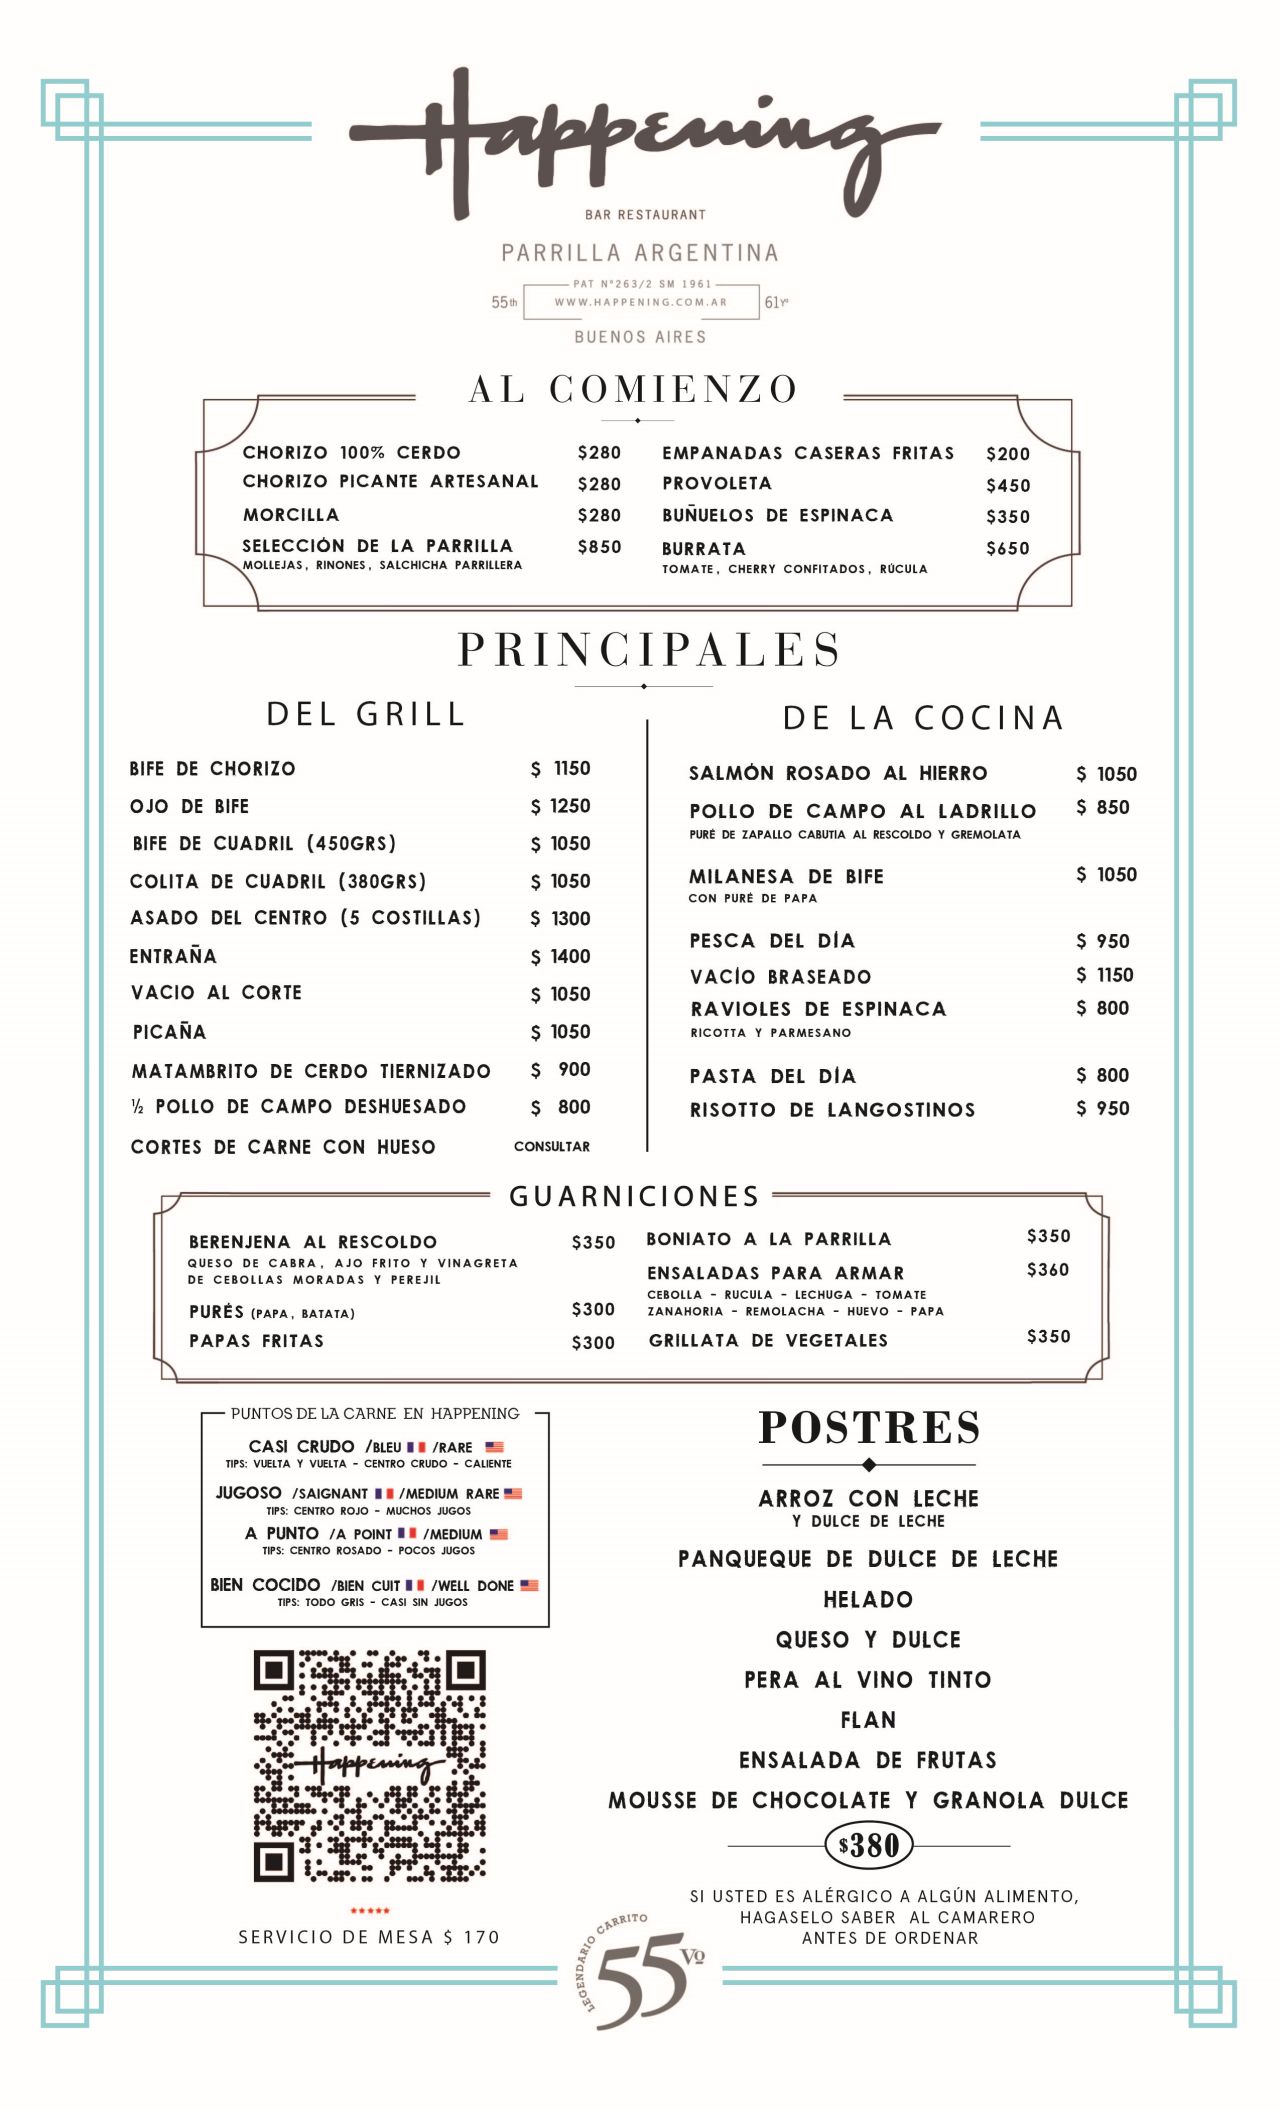 Happening
BAR RESTAURANT
PARRILLA ARGENTINA
PAT Nº263/2 SM 1961
55th WWW.HAPPENING.COM.AR 61Yº
BUENOS AIRES
AL COMIENZO
CHORIZO 100% CERDO $280
CHORIZO PICANTE ARTESANAL $280
MORCILLA $280
SELECCIÓN DE LA PARRILLA $850
MOLLEJAS, RINONES, SALCHICHA PARRILLERA
EMPANADAS CASERAS FRITAS $200
PROVOLETA $450
BUÑUELOS DE ESPINACA $350
BURRATA $650
TOMATE, CHERRY CONFITADOS, RÚCULA
PRINCIPALES
DEL GRILL
BIFE DE CHORIZO $ 1150
OJO DE BIFE $ 1250
BIFE DE CUADRIL (450GRS) $ 1050
COLITA DE CUADRIL (380GRS) $ 1050
ASADO DEL CENTRO (5 COSTILLAS) $ 1300
ENTRAÑA $ 1400
VACIO AL CORTE $ 1050
PICAÑA $ 1050
MATAMBRITO DE CERDO TIERNIZADO $ 900
½ POLLO DE CAMPO DESHUESADO $ 800
CORTES DE CARNE CON HUESO CONSULTAR
DE LA COCINA
SALMÓN ROSADO AL HIERRO $ 1050
POLLO DE CAMPO AL LADRILLO $ 850
PURÉ DE ZAPALLO CABUTIA AL RESCOLDO Y GREMOLATA
MILANESA DE BIFE $ 1050
CON PURÉ DE PAPA
PESCA DEL DÍA $ 950
VACÍO BRASEADO $ 1150
RAVIOLES DE ESPINACA $ 800
RICOTTA Y PARMESANO
PASTA DEL DÍA $ 800
RISOTTO DE LANGOSTINOS $ 950
GUARNICIONES
BERENJENA AL RESCOLDO $350
QUESO DE CABRA, AJO FRITO Y VINAGRETA
DE CEBOLLAS MORADAS Y PEREJIL
PURÉS (PAPA, BATATA) $300
PAPAS FRITAS $300
BONIATO A LA PARRILLA $350
ENSALADAS PARA ARMAR $360
CEBOLLA - RUCULA - LECHUGA - TOMATE
ZANAHORIA - REMOLACHA - HUEVO - PAPA
GRILLATA DE VEGETALES $350
PUNTOS DE LA CARNE EN HAPPENING
CASI CRUDO /BLEU /RARE
TIPS: VUELTA Y VUELTA - CENTRO CRUDO - CALIENTE
JUGOSO /SAIGNANT /MEDIUM RARE
TIPS: CENTRO ROJO - MUCHOS JUGOS
A PUNTO /A POINT /MEDIUM
TIPS: CENTRO ROSADO - POCOS JUGOS
BIEN COCIDO /BIEN CUIT /WELL DONE
TIPS: TODO GRIS - CASI SIN JUGOS
Happening
SERVICIO DE MESA $ 170
POSTRES
ARROZ CON LECHE
Y DULCE DE LECHE
PANQUEQUE DE DULCE DE LECHE
HELADO
QUESO Y DULCE
PERA AL VINO TINTO
FLAN
ENSALADA DE FRUTAS
MOUSSE DE CHOCOLATE Y GRANOLA DULCE
$380
SI USTED ES ALÉRGICO A ALGÚN ALIMENTO,
HAGASELO SABER AL CAMARERO
ANTES DE ORDENAR
LEGENDARIO CARRITO
55Vº